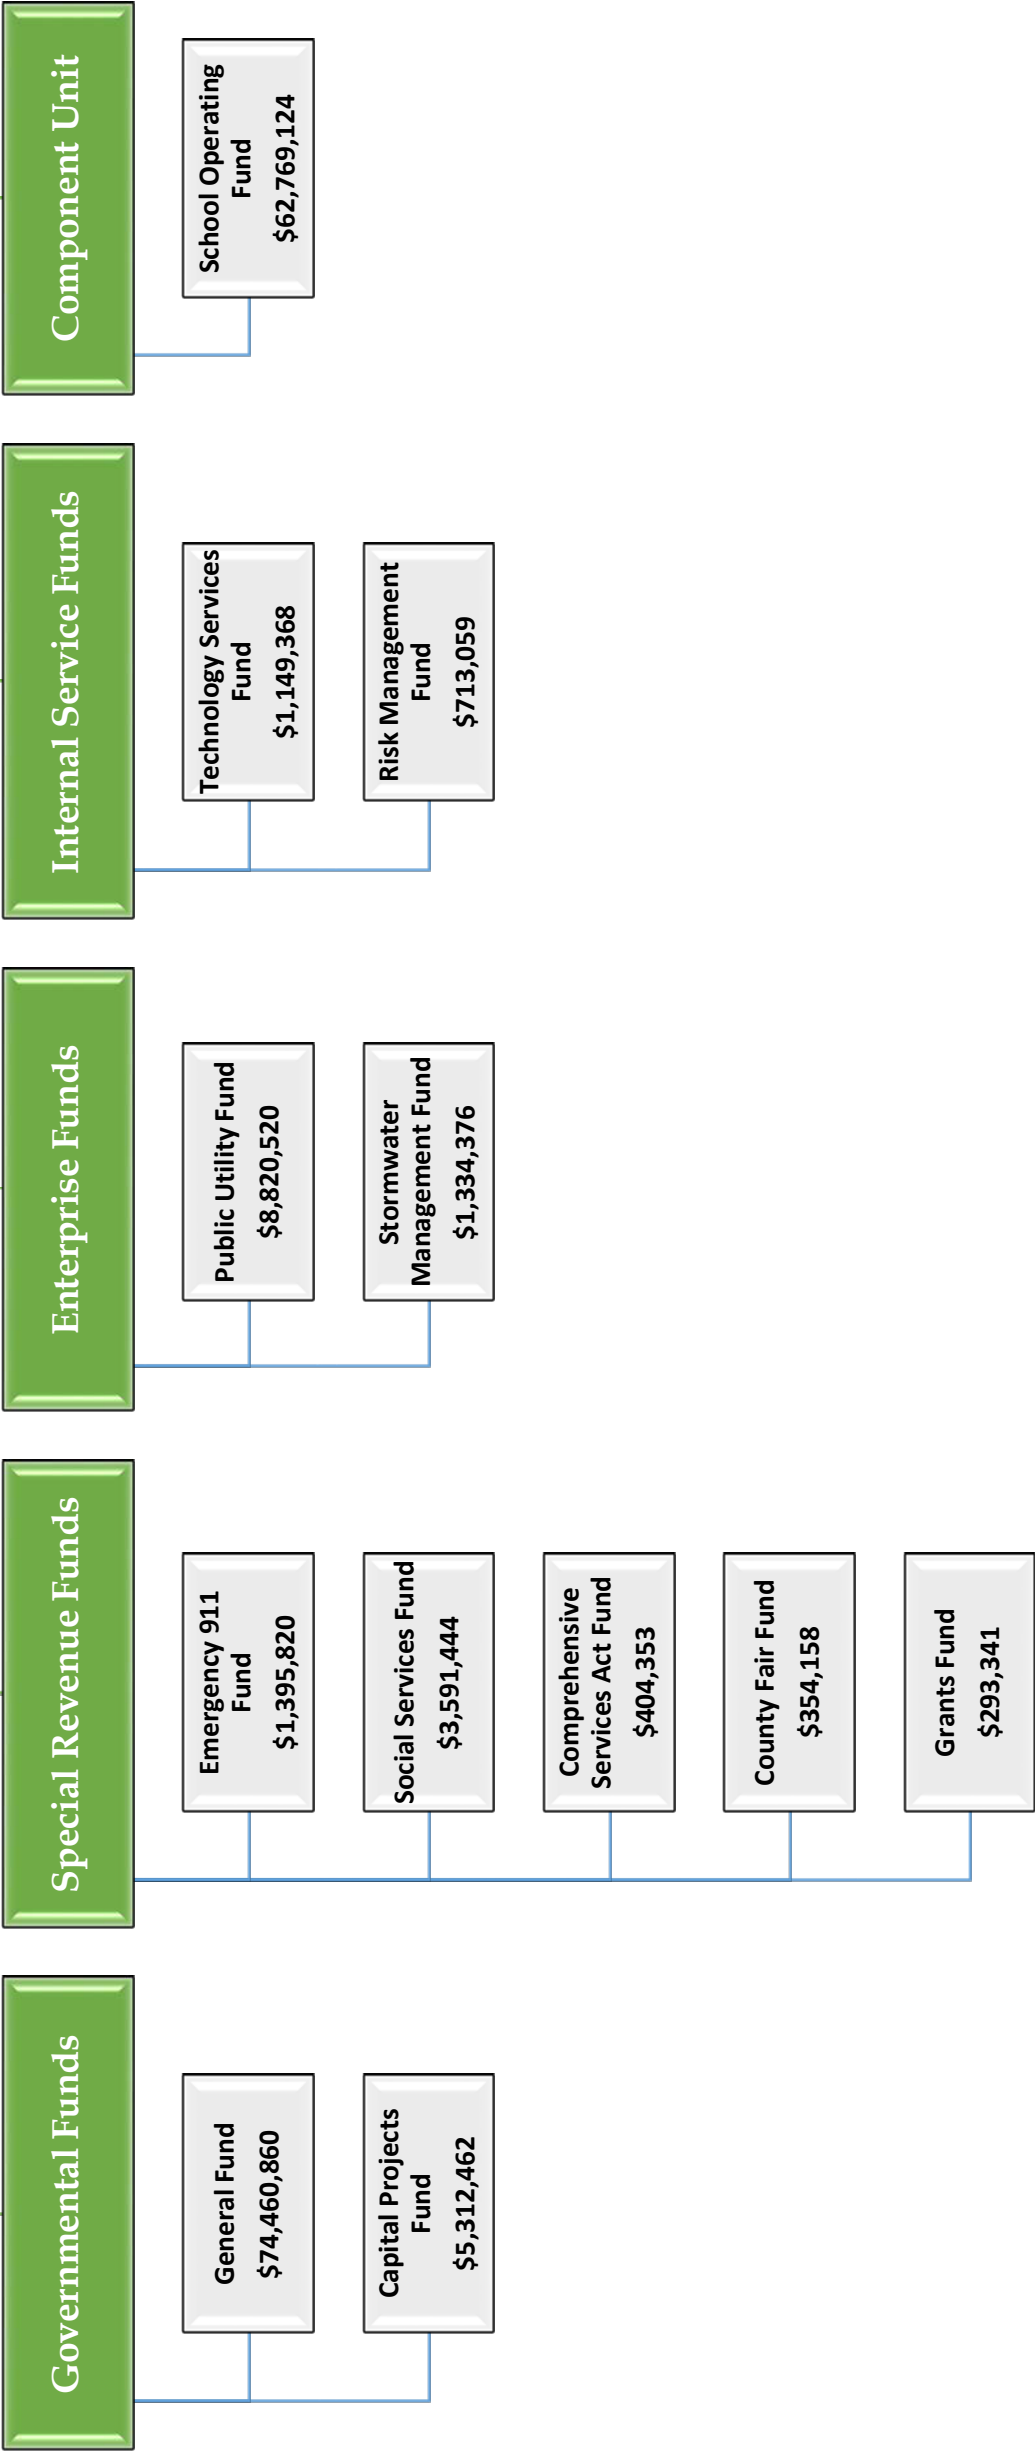 Governmental Funds
General Fund
$74,460,860
Capital Projects
Fund
$5,312,462
Special Revenue Funds
Emergency 911
Fund
$1,395,820
Social Services Fund
$3,591,444
Comprehensive
Services Act Fund
$404,353
County Fair Fund
$354,158
Grants Fund
$293,341
Enterprise Funds
Public Utility Fund
$8,820,520
Stormwater
Management Fund
$1,334,376
Internal Service Funds
Technology Services
Fund
$1,149,368
Risk Management
Fund
$713,059
Component Unit
School Operating
Fund
$62,769,124